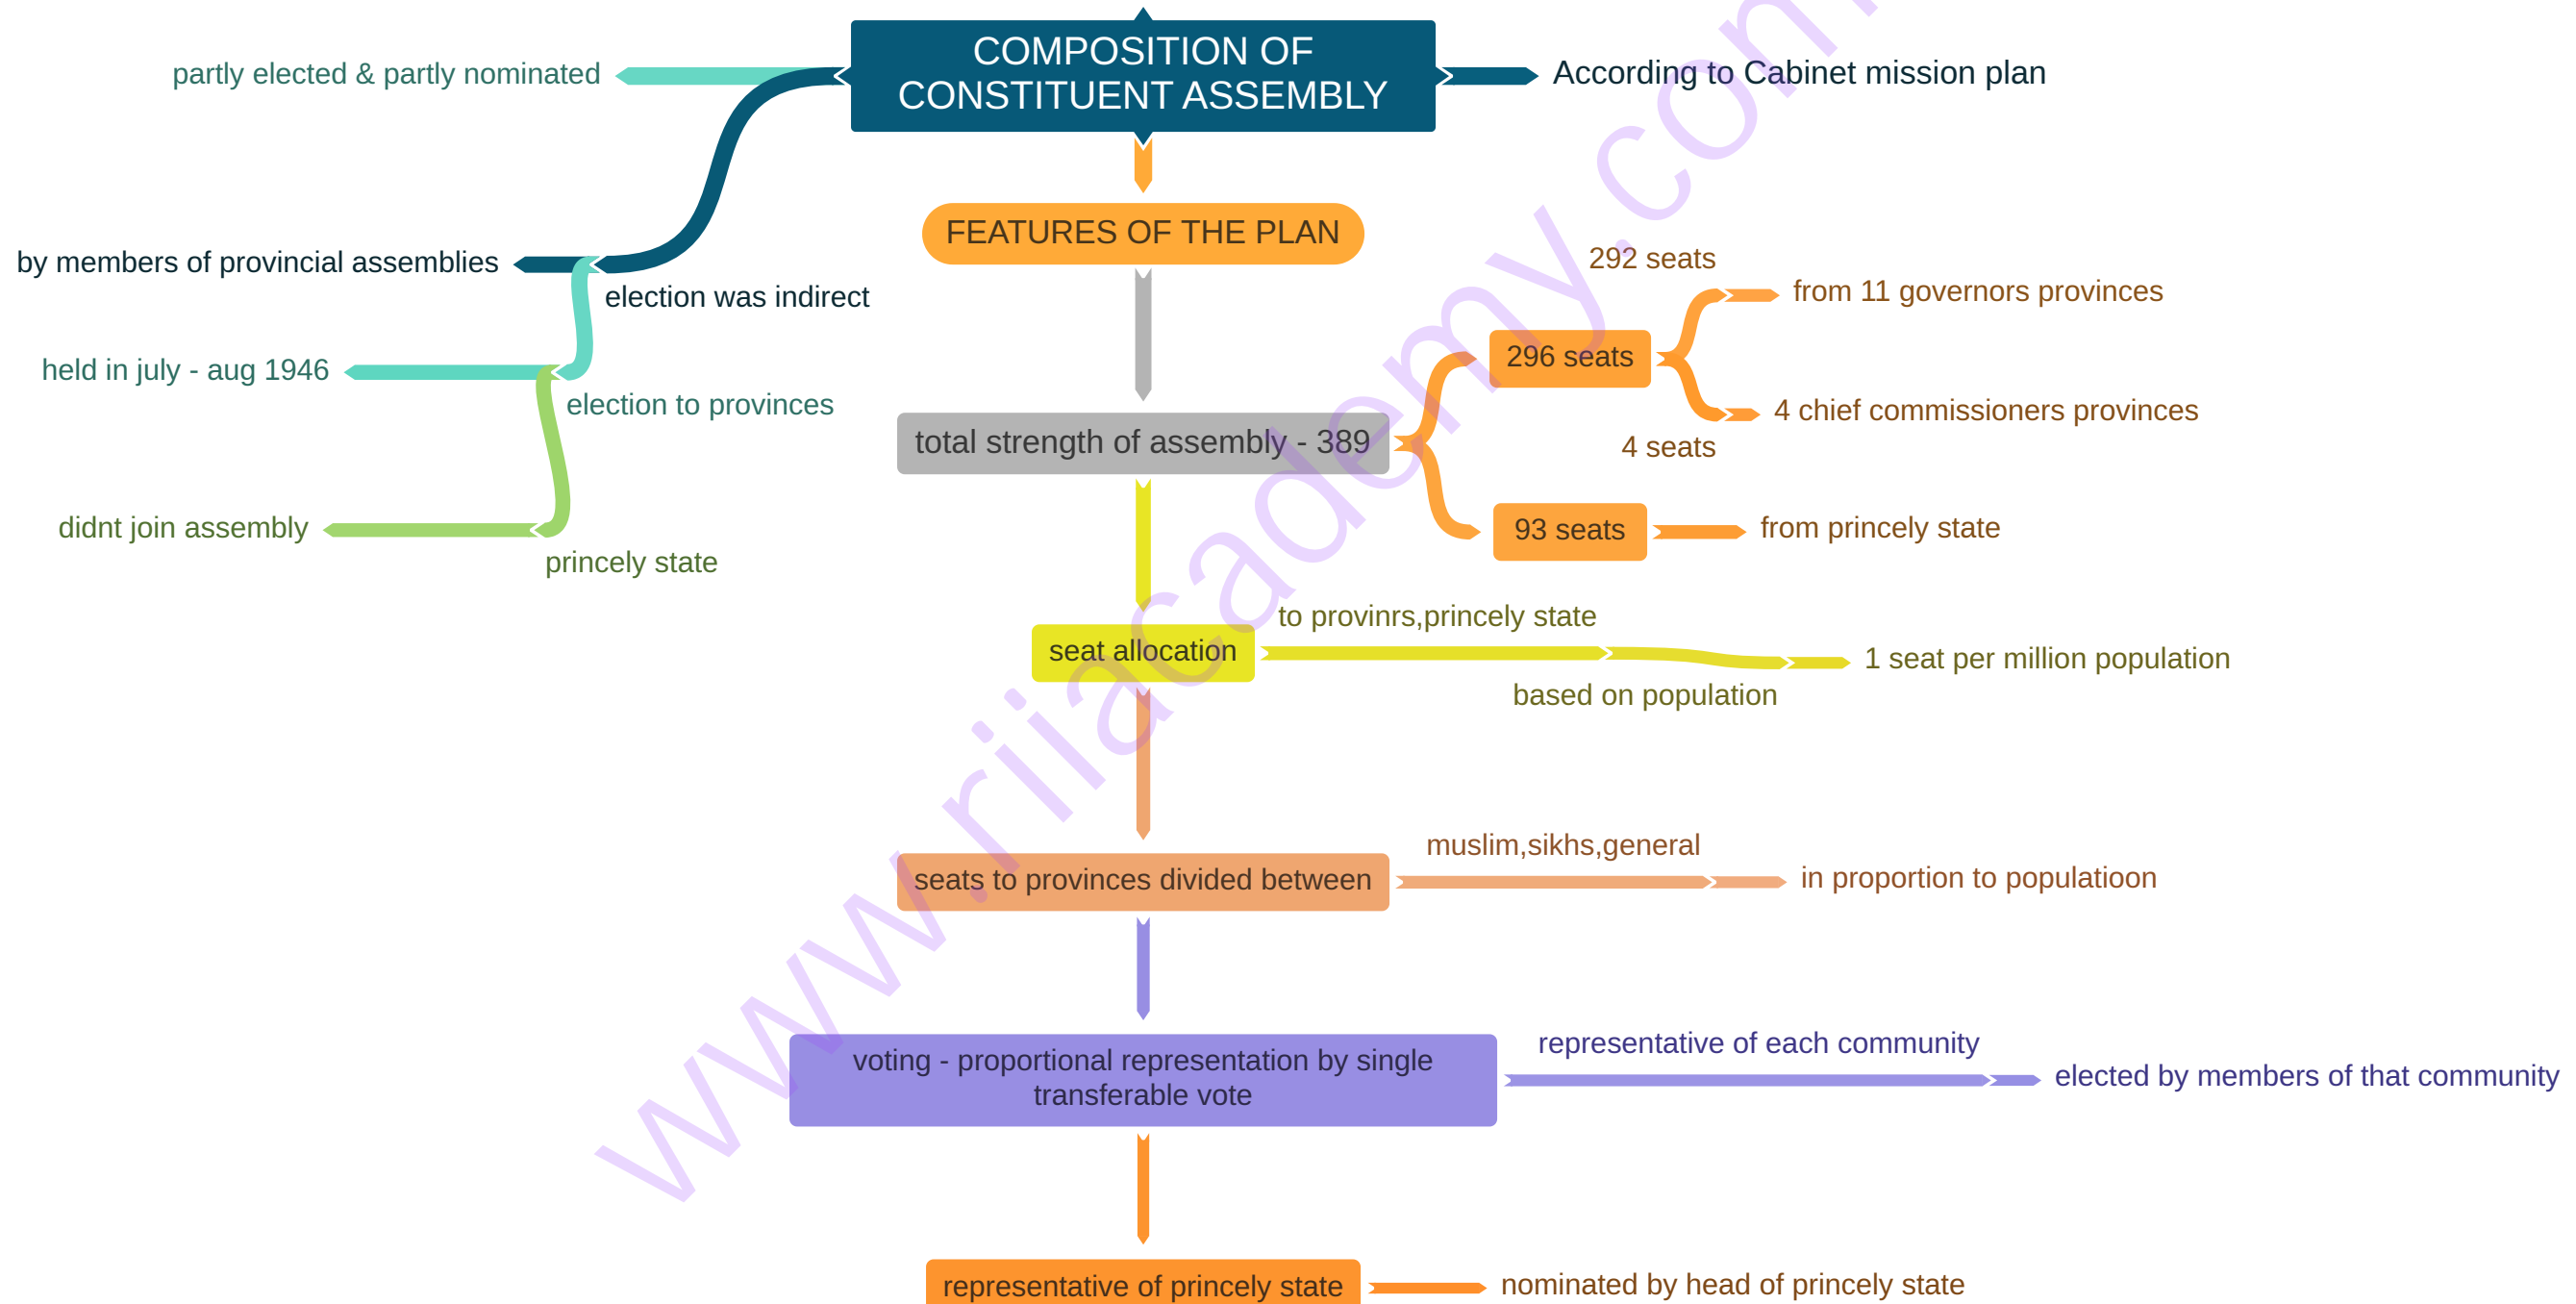 COMPOSITION OF
CONSTITUENT ASSEMBLY
partly elected & partly nominated
According to Cabinet mission plan
by members of provincial assemblies
election was indirect
held in july - aug 1946
election to provinces
didnt join assembly
princely state
FEATURES OF THE PLAN
total strength of assembly - 389
296 seats
292 seats
from 11 governors provinces
4 chief commissioners provinces
4 seats
93 seats
from princely state
seat allocation
to provinrs,princely state
based on population
1 seat per million population
seats to provinces divided between
muslim,sikhs,general
in proportion to populatioon
voting - proportional representation by single
transferable vote
representative of each community
elected by members of that community
representative of princely state
nominated by head of princely state
www.riiacademy.com